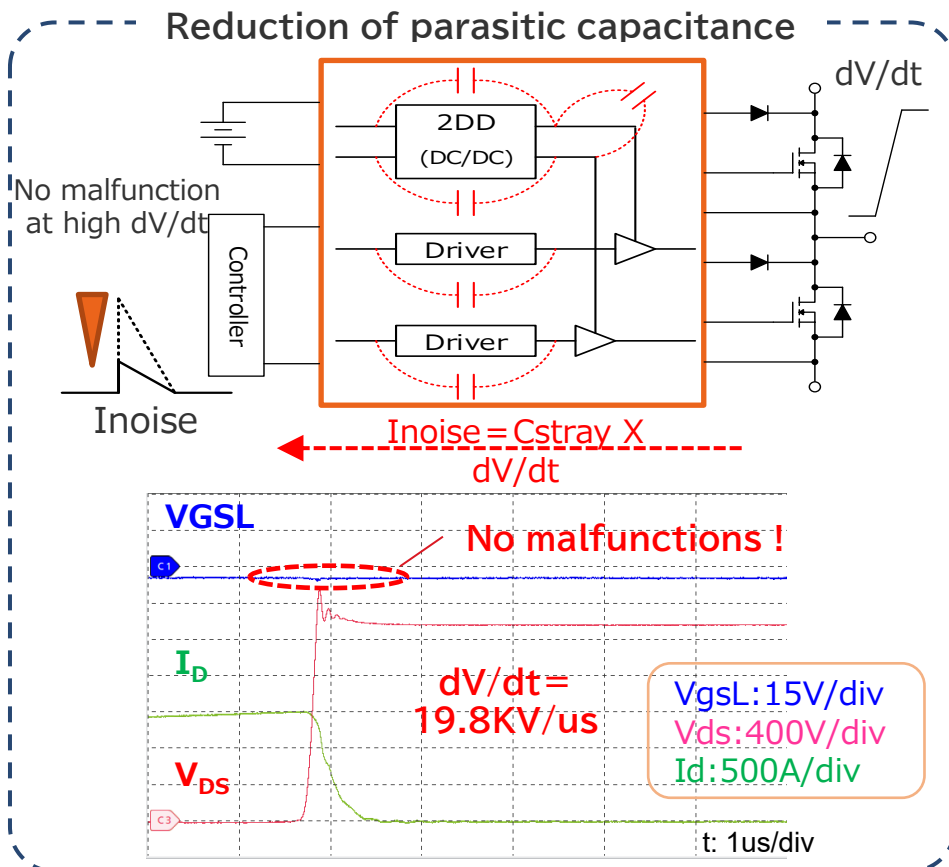 Reduction of parasitic capacitance
dV/dt
2DD
(DC/DC)
No malfunction
at high dV/dt
Controller
Driver
Driver
Inoise
Inoise=Cstray X
dV/dt
VGSL
No malfunctions !
C1
I_D
dV/dt=
19.8KV/us
VgsL:15V/div
Vds:400V/div
Id:500A/div
V_DS
C3
t: 1us/div